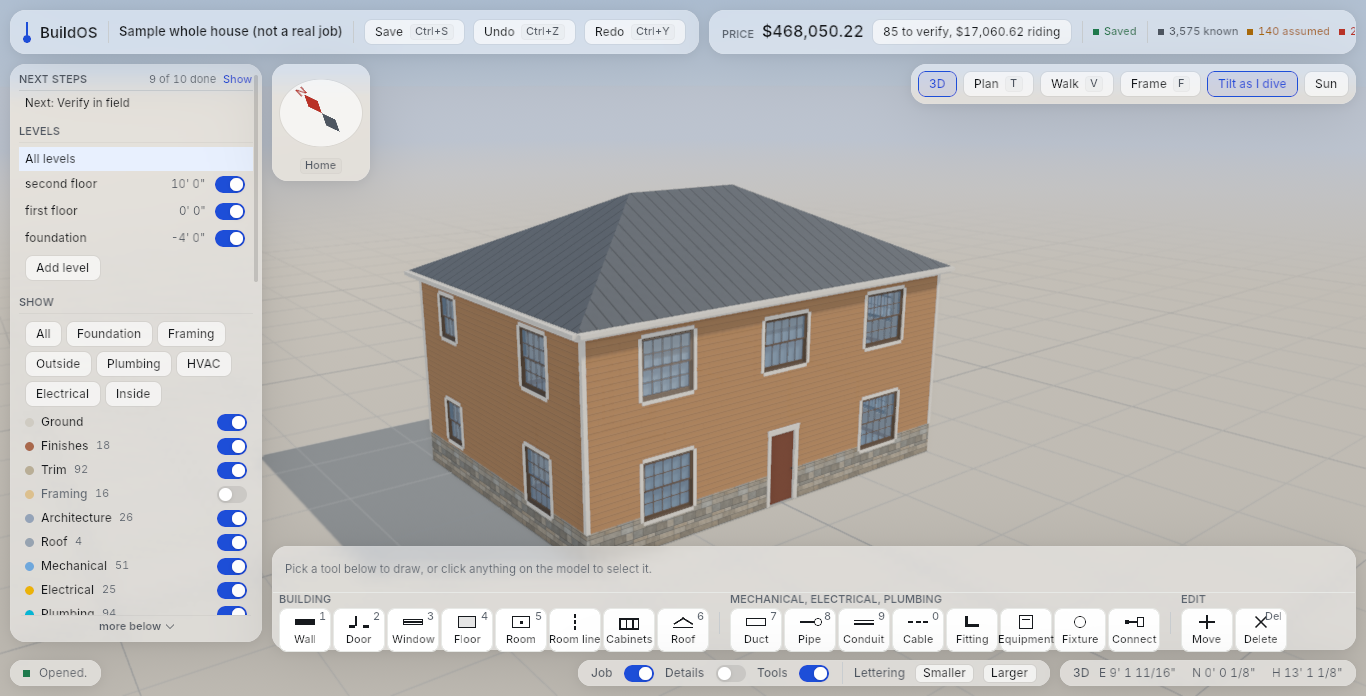 BuildOS
Sample whole house (not a real job)
Save Ctrl+S
Undo Ctrl+Z
Redo Ctrl+Y
PRICE $468,050.22
85 to verify, $17,060.62 riding
Saved
3,575 known
140 assumed
2
NEXT STEPS 9 of 10 done Show
Next: Verify in field
LEVELS
All levels
second floor 10' 0"
first floor 0' 0"
foundation -4' 0"
Add level
SHOW
All Foundation Framing
Outside Plumbing HVAC
Electrical Inside
Ground
Finishes 18
Trim 92
Framing 16
Architecture 26
Roof 4
Mechanical 51
Electrical 25
Plumbing 94
more below
N
Home
3D
Plan T
Walk V
Frame F
Tilt as I dive
Sun
Pick a tool below to draw, or click anything on the model to select it.
BUILDING
Wall 1
Door 2
Window 3
Floor 4
Room 5
Room line
Cabinets
Roof 6
MECHANICAL, ELECTRICAL, PLUMBING
Duct 7
Pipe 8
Conduit 9
Cable 0
Fitting
Equipment
Fixture
Connect
EDIT
Move
Delete Del
Opened.
Job
Details
Tools
Lettering Smaller Larger
3D E 9' 1 11/16" N 0' 0 1/8" H 13' 1 1/8"